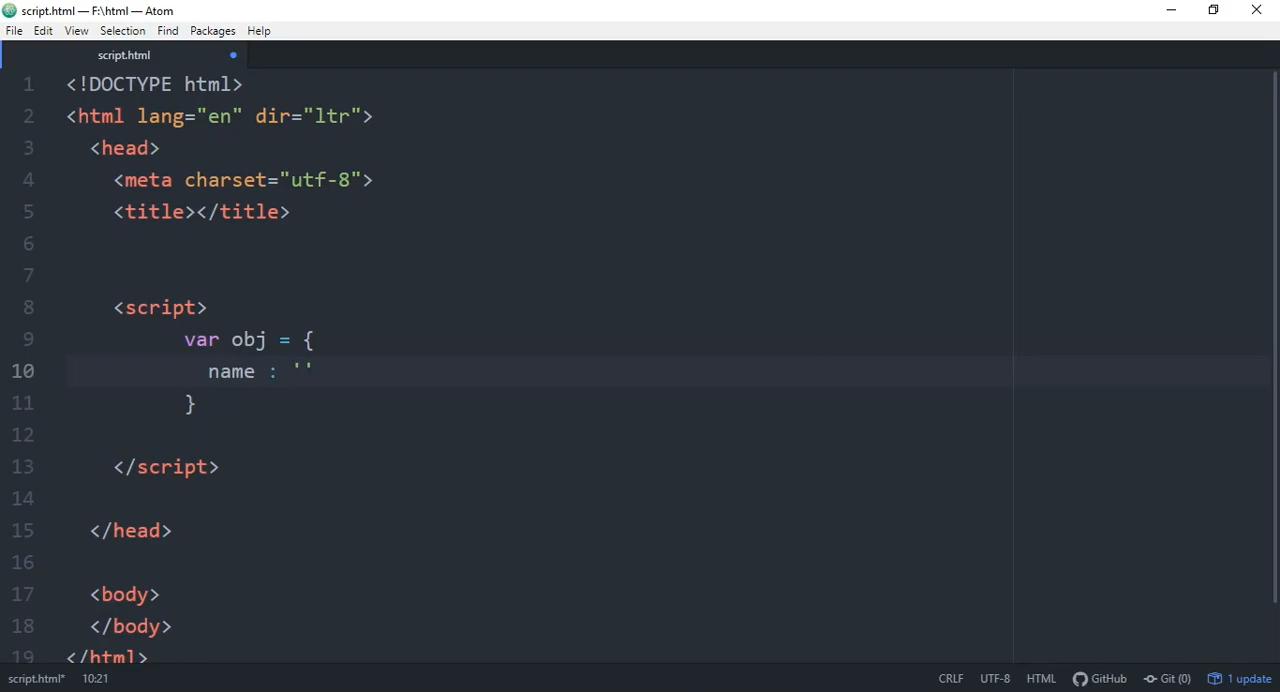 script.html — F:\html — Atom
File Edit View Selection Find Packages Help
script.html
1 <!DOCTYPE html>
2 <html lang="en" dir="ltr">
3 <head>
4 <meta charset="utf-8">
5 <title></title>
6
7
8 <script>
9 var obj = {
10 name : ''
11 }
12
13 </script>
14
15 </head>
16
17 <body>
18 </body>
19 </html>
script.html* 10:21 CRLF UTF-8 HTML GitHub Git (0) 1 update